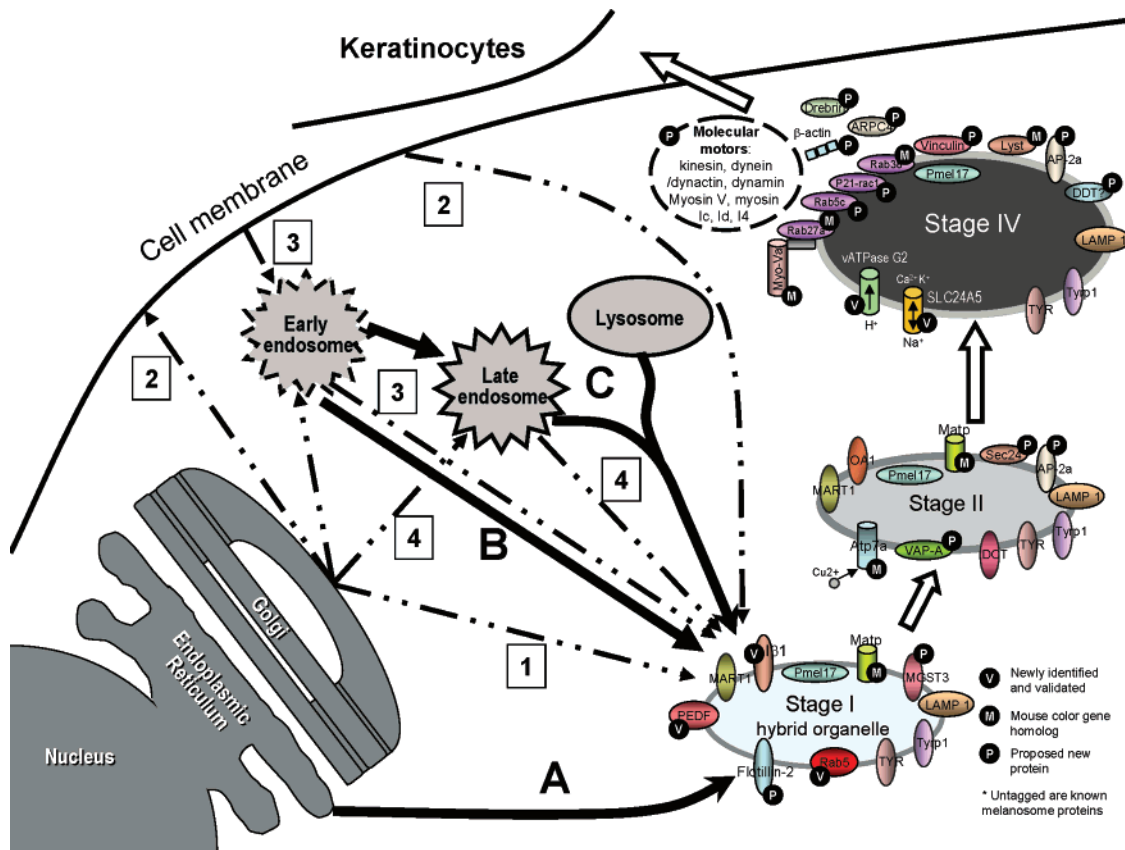 Keratinocytes
Cell membrane
2
3
2
Early
endosome
3
Late
endosome
Lysosome
C
4
4
B
1
A
Golgi
Endoplasmic
Reticulum
Nucleus
P
Molecular
motors:
kinesin, dynein
/dynactin, dynamin
Myosin V, myosin
Ic, Id, I4
Drebrin
P
ARPC4
P
β-actin
P
Rab38
M
P21-rac1
P
Rab5c
P
Rab27a
M
Myo-Va
M
Vinculin
P
Pmel17
Lyst
M
AP-2a
P
DDT?
P
LAMP 1
Tyrp1
TYR
Stage IV
vATPase G2
V
H+
Ca2+K+
SLC24A5
V
Na+
Matp
M
Sec24
P
AP-2a
P
OA1
MART1
Pmel17
LAMP 1
Stage II
Tyrp1
Atp7a
M
Cu2+
VAP-A
P
DCT
TYR
MART1
V
Iβ1
Pmel17
Matp
M
P
MGST3
LAMP 1
PEDF
V
Stage I
hybrid organelle
Tyrp1
Flotillin-2
P
Rab5
V
TYR
V Newly identified
and validated
M Mouse color gene
homolog
P Proposed new
protein
* Untagged are known
melanosome proteins